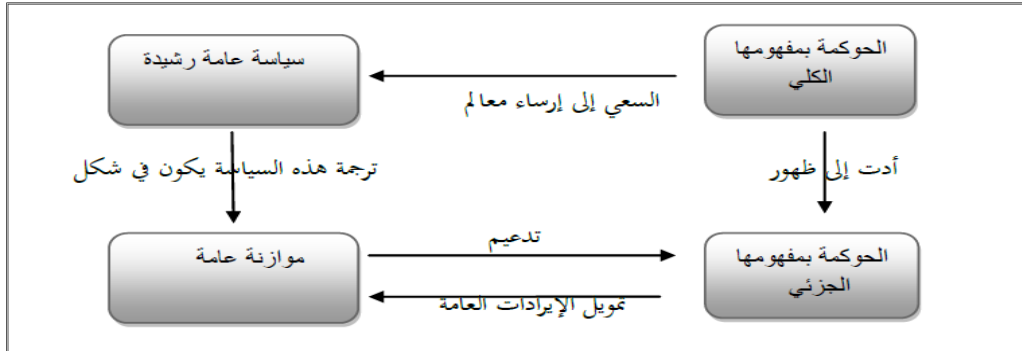 الحوكمة بمفهومها
الكلي
سياسة عامة رشيدة
السعي إلى إرساء معالم
أدت إلى ظهور
ترجمة هذه السياسة يكون في شكل
الحوكمة بمفهومها
الجزئي
موازنة عامة
تدعيم
تمويل الإيرادات العامة